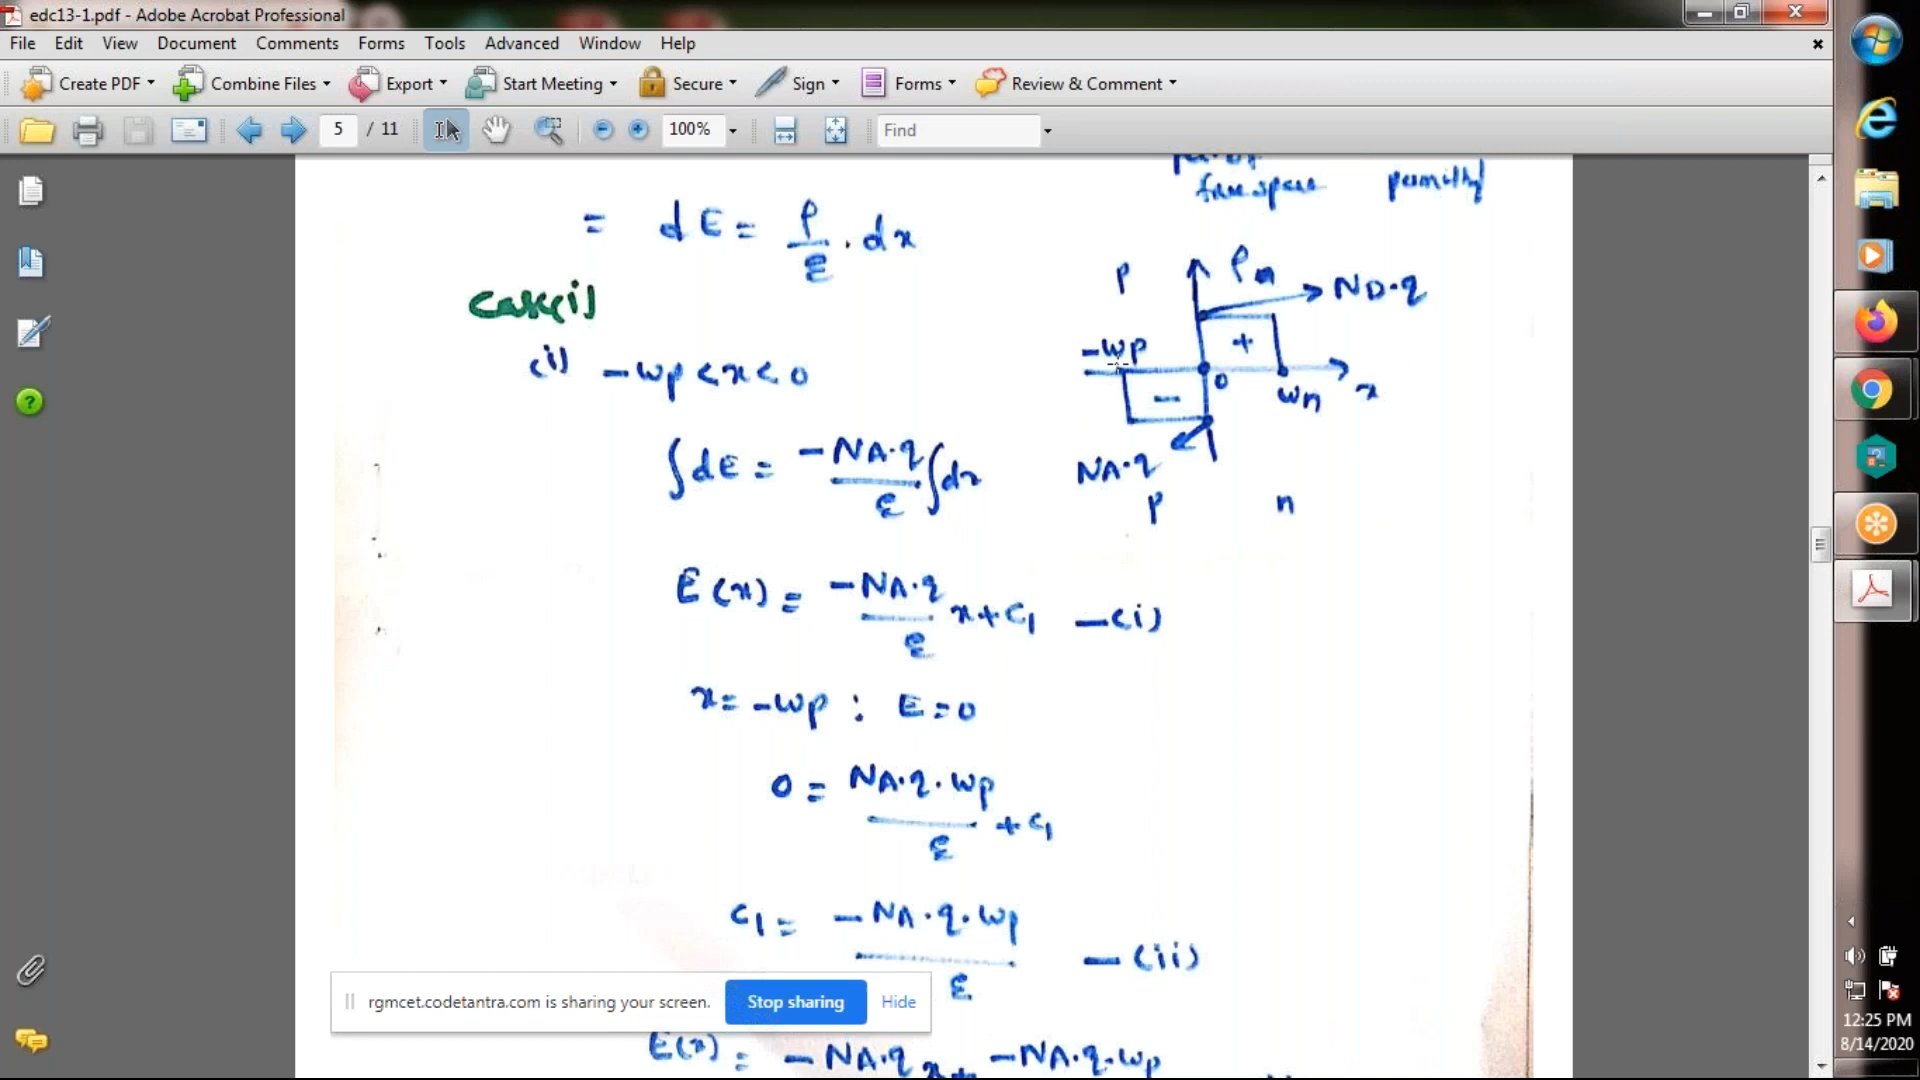 edc13-1.pdf - Adobe Acrobat Professional
File Edit View Document Comments Forms Tools Advanced Window Help
Create PDF Combine Files Export Start Meeting Secure Sign Forms Review & Comment
5 / 11 100% Find
free space
= dE = ρ/ε . dx
Case(i)
(i) -wp < x < 0
P
ND.q
-wp
+
0
wn
x
-
NA.q
P n
∫dE = -NA.q/ε ∫dx
E(x) = -NA.q/ε x + C1 —(i)
x = -wp : E = 0
0 = NA.q.wp/ε + C1
C1 = -NA.q.wp/ε —(ii)
rgmcet.codetantra.com is sharing your screen. Stop sharing Hide
E(x) = -NA.q x + -NA.q.wp
12:25 PM
8/14/2020